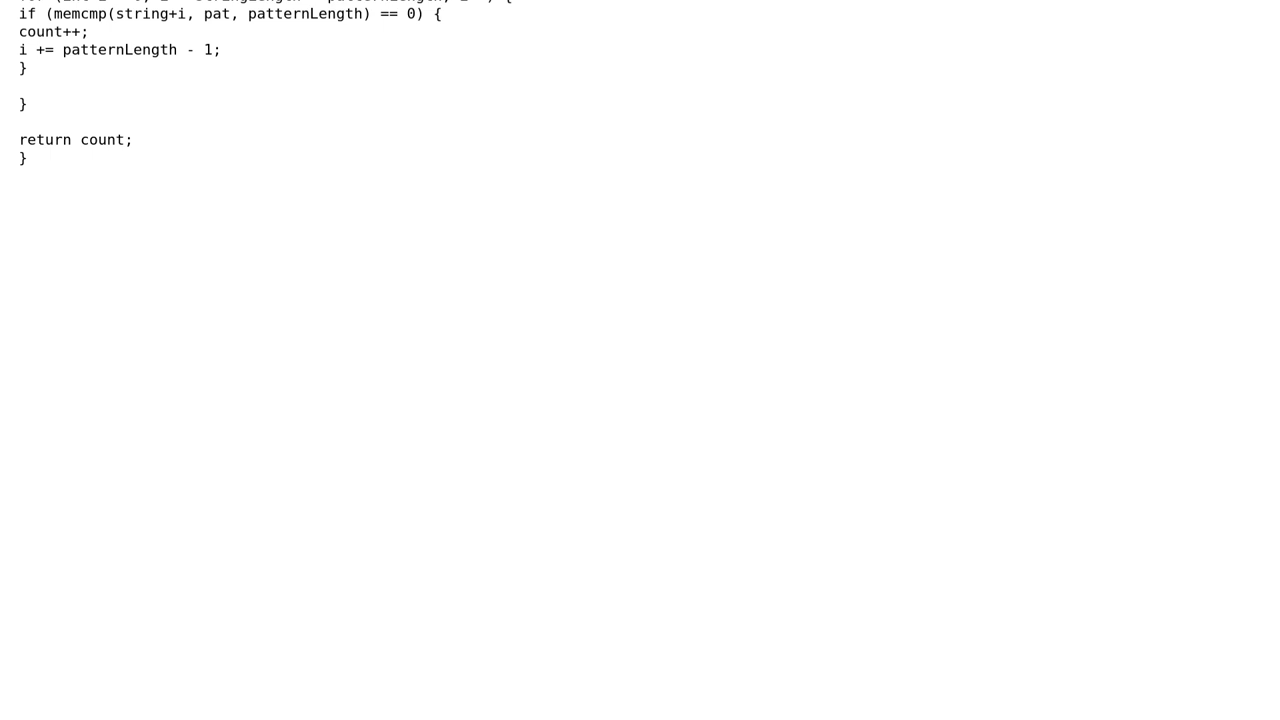 if (memcmp(string+i, pat, patternLength) == 0) {
count++;
i += patternLength - 1;
}
}
return count;
}